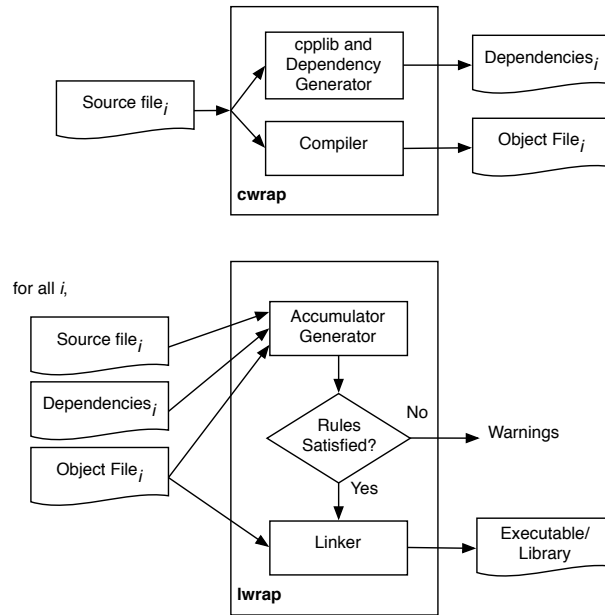 cpplib and
Dependency
Generator
Dependencies i
Source file i
Compiler
Object File i
cwrap
for all i,
Source file i
Accumulator
Generator
Dependencies i
Rules
Satisfied?
No
Warnings
Object File i
Yes
Linker
Executable/
Library
lwrap